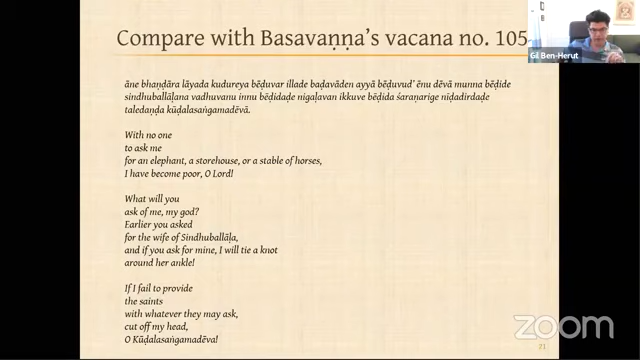 Compare with Basavaṇṇa's vacana no. 105
Gil Ben-Herut
āne bhaṇḍāra lāyada kudureya bēḍuvar illade baḍavāden ayyā bēḍuvud' ēnu dēvā munna bēḍide
sindhuballāḷana vadhuvanu innu bēḍidaḍe nigaḷavan ikkuve bēḍida śaraṇarige nīḍadirdaḍe
taledaṇḍa kūḍalasaṅgamadēvā.
With no one
to ask me
for an elephant, a storehouse, or a stable of horses,
I have become poor, O Lord!
What will you
ask of me, my god?
Earlier you asked
for the wife of Sindhuballāḷa,
and if you ask for mine, I will tie a knot
around her ankle!
If I fail to provide
the saints
with whatever they may ask,
cut off my head,
O Kūḍalasaṅgamadēva!
zoom
21